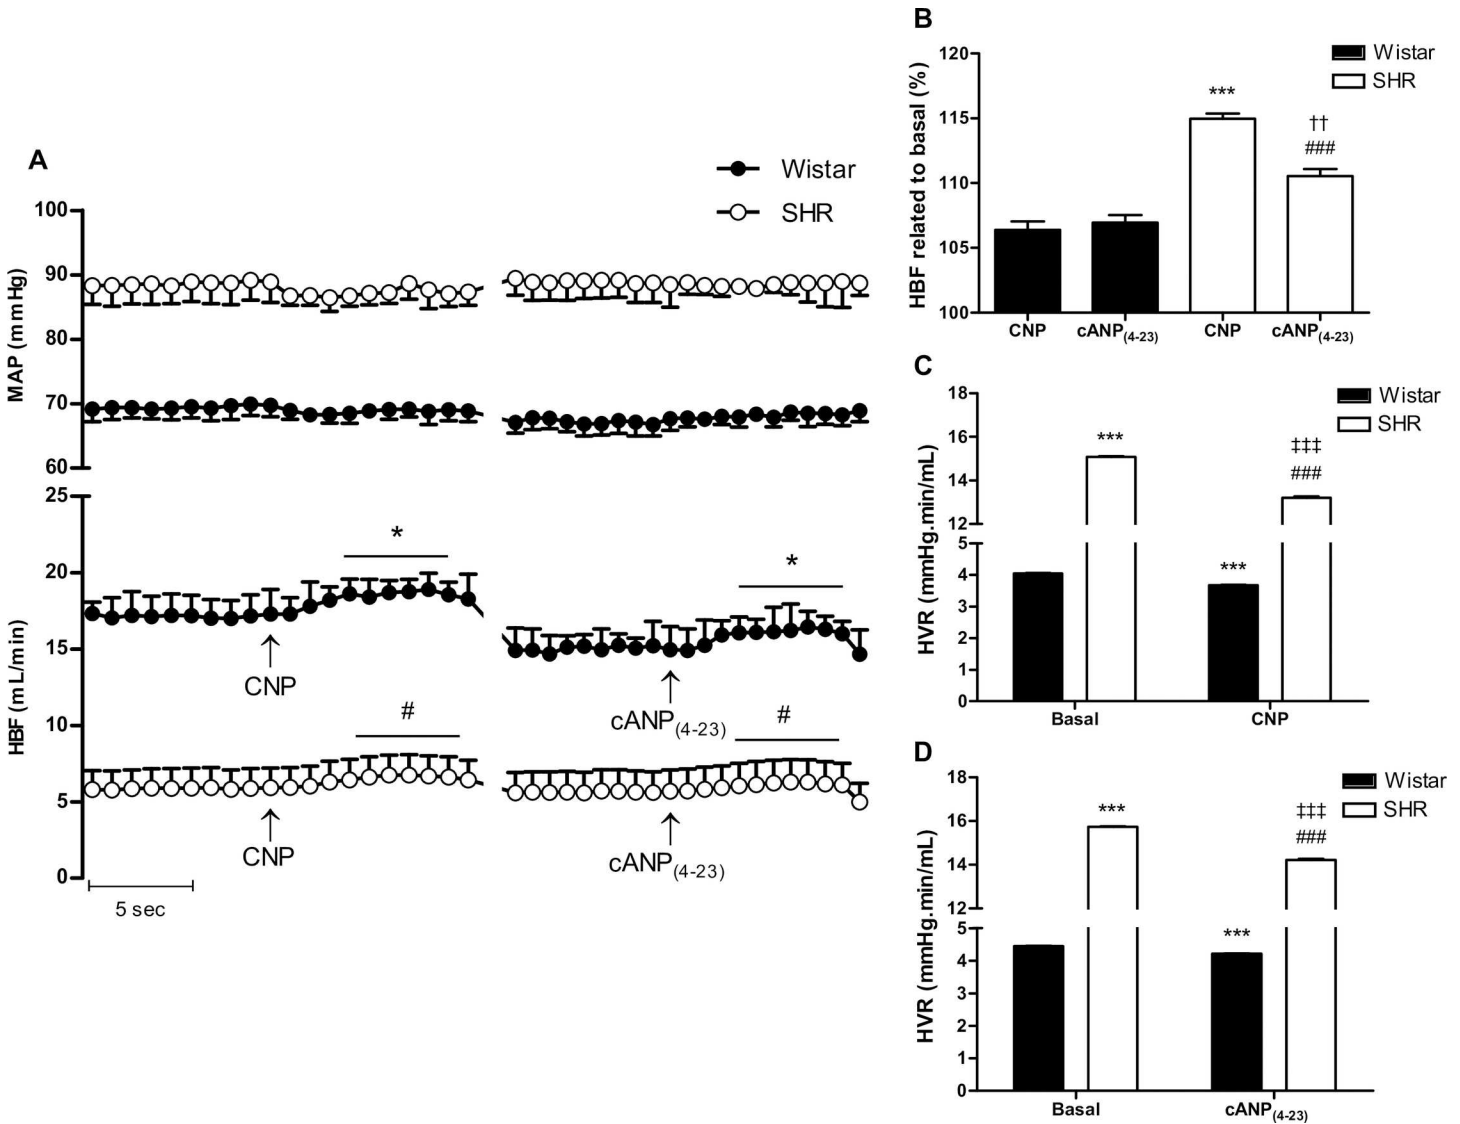 A
Wistar
SHR
MAP (mmHg)
100
90
80
70
60
HBF (mL/min)
25
20
15
10
5
0
*
*
CNP
cANP(4-23)
#
#
CNP
cANP(4-23)
5 sec
B
Wistar
SHR
HBF related to basal (%)
120
115
110
105
100
***
††
###
CNP
cANP(4-23)
CNP
cANP(4-23)
C
Wistar
SHR
HVR (mmHg.min/mL)
18
16
14
12
5
4
3
2
1
0
***
***
‡‡‡
###
Basal
CNP
D
Wistar
SHR
HVR (mmHg.min/mL)
18
16
14
12
5
4
3
2
1
0
***
***
‡‡‡
###
Basal
cANP(4-23)